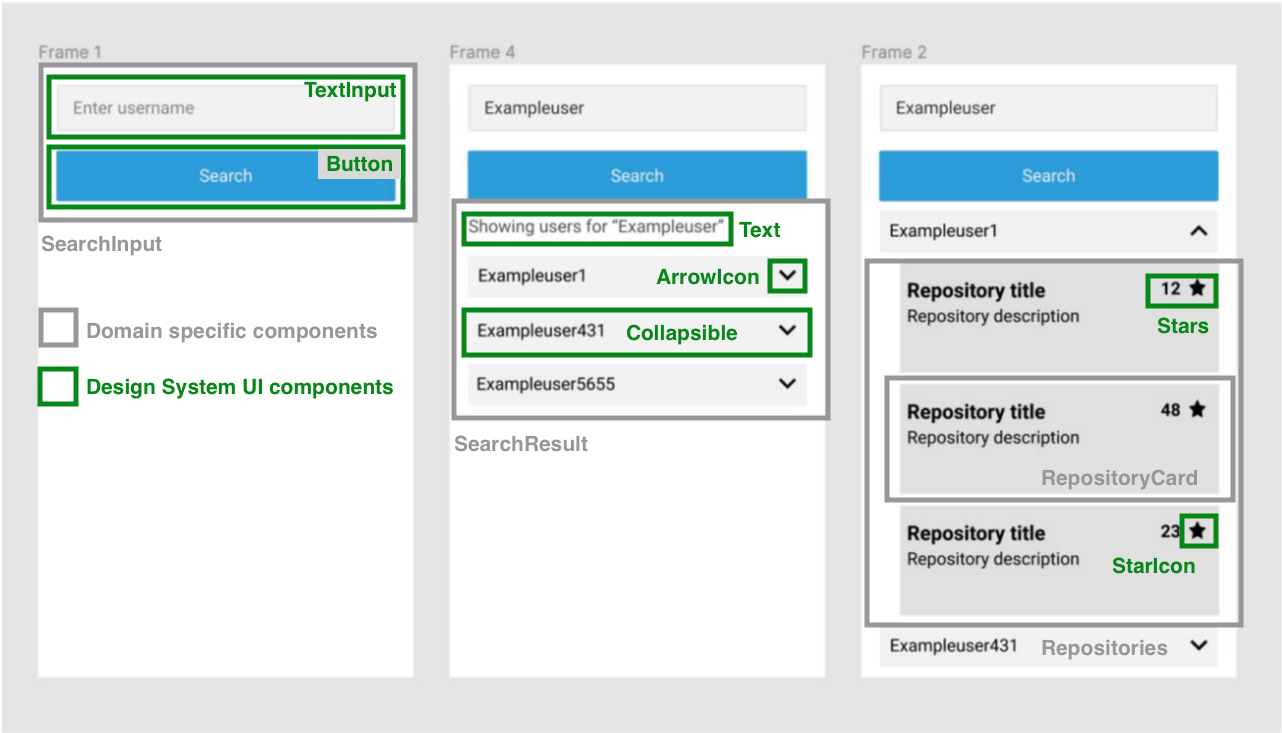 Frame 1
TextInput
Enter username
Button
Search
SearchInput
Domain specific components
Design System UI components
Frame 4
Exampleuser
Search
Showing users for “Exampleuser”
Text
Exampleuser1
ArrowIcon
Exampleuser431
Collapsible
Exampleuser5655
SearchResult
Frame 2
Exampleuser
Search
Exampleuser1
Repository title
12
Repository description
Stars
Repository title
48
Repository description
RepositoryCard
Repository title
23
Repository description
StarIcon
Exampleuser431
Repositories